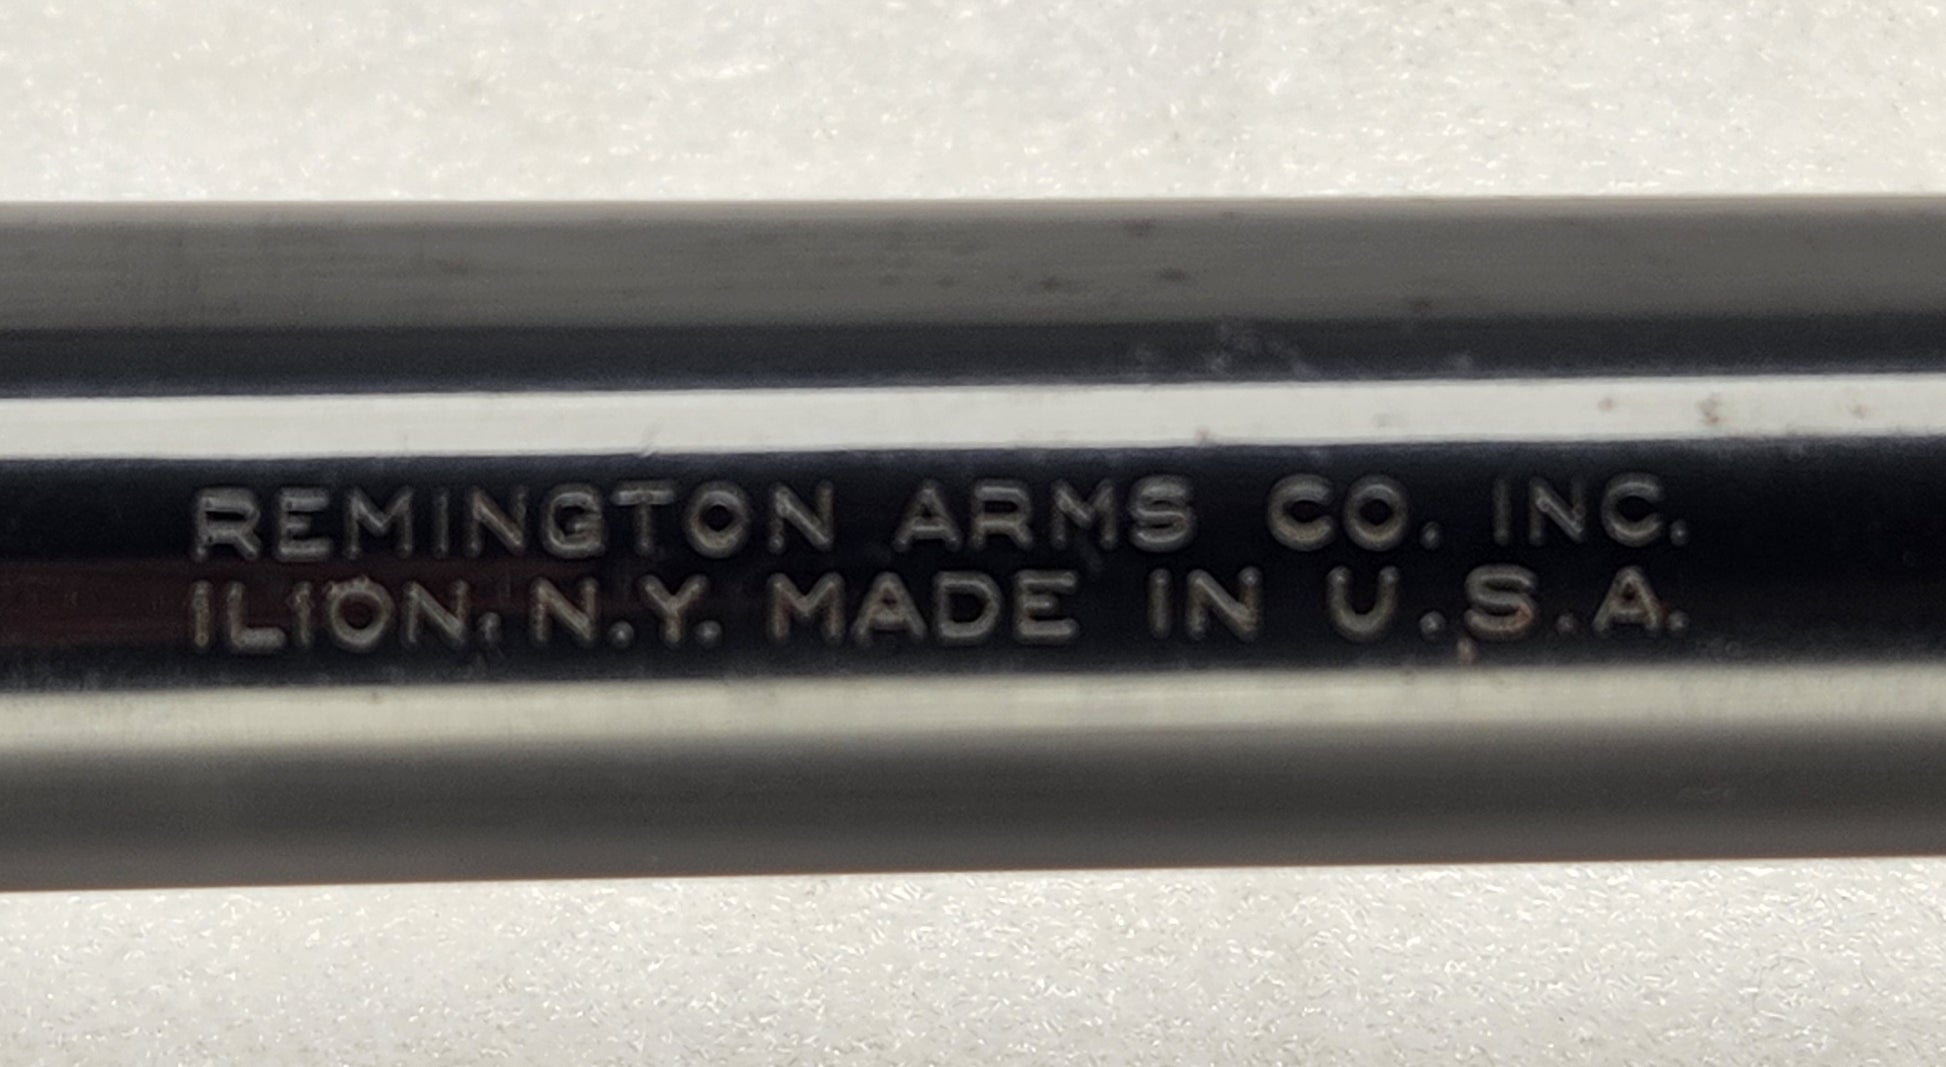 REMINGTON ARMS CO. INC.
ILION, N.Y. MADE IN U.S.A.